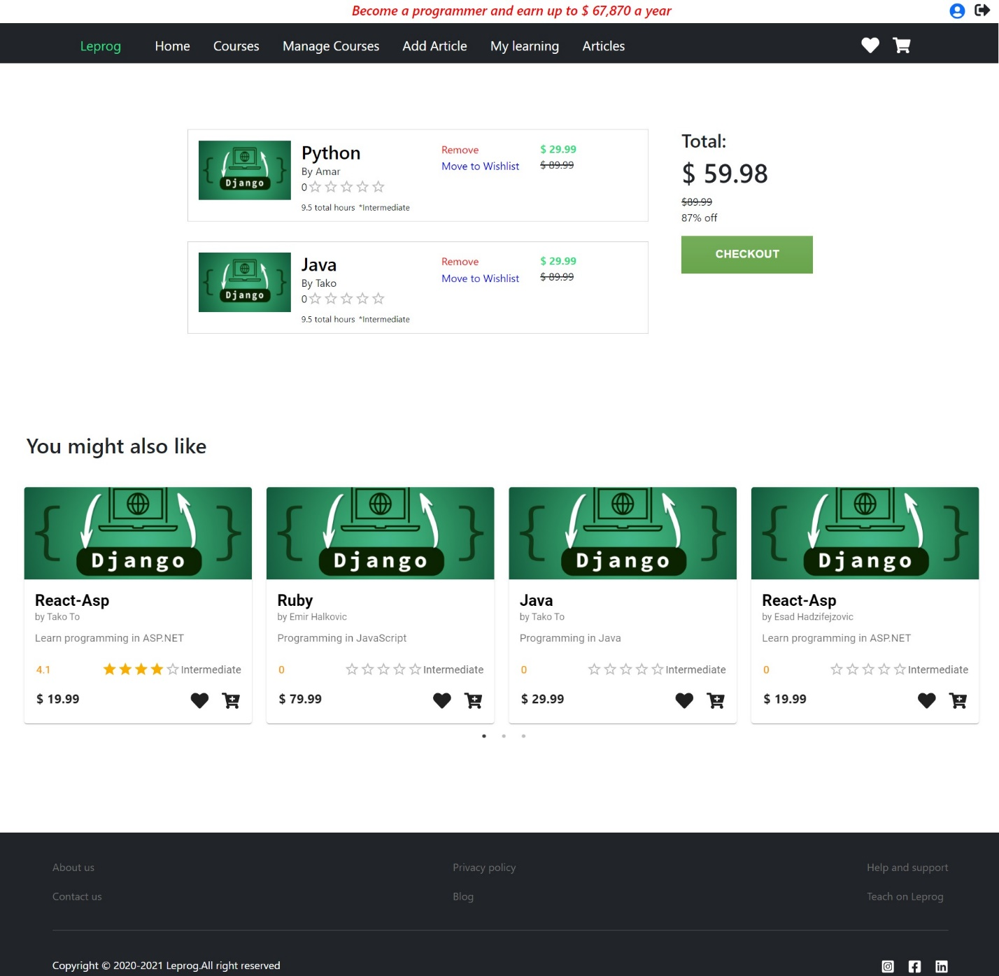 Become a programmer and earn up to $ 67,870 a year
Leprog Home Courses Manage Courses Add Article My learning Articles
Django
Python
By Amar
0
9.5 total hours *Intermediate
Remove
Move to Wishlist
$ 29.99
$ 89.99
Django
Java
By Tako
0
9.5 total hours *Intermediate
Remove
Move to Wishlist
$ 29.99
$ 89.99
Total:
$ 59.98
$89.99
87% off
CHECKOUT
You might also like
{ Django }
React-Asp
by Tako To
Learn programming in ASP.NET
4.1 Intermediate
$ 19.99
{ Django }
Ruby
by Emir Halkovic
Programming in JavaScript
0 Intermediate
$ 79.99
{ Django }
Java
by Tako To
Programming in Java
0 Intermediate
$ 29.99
{ Django }
React-Asp
by Esad Hadzifejzovic
Learn programming in ASP.NET
0 Intermediate
$ 19.99
About us Privacy policy Help and support
Contact us Blog Teach on Leprog
Copyright © 2020-2021 Leprog.All right reserved